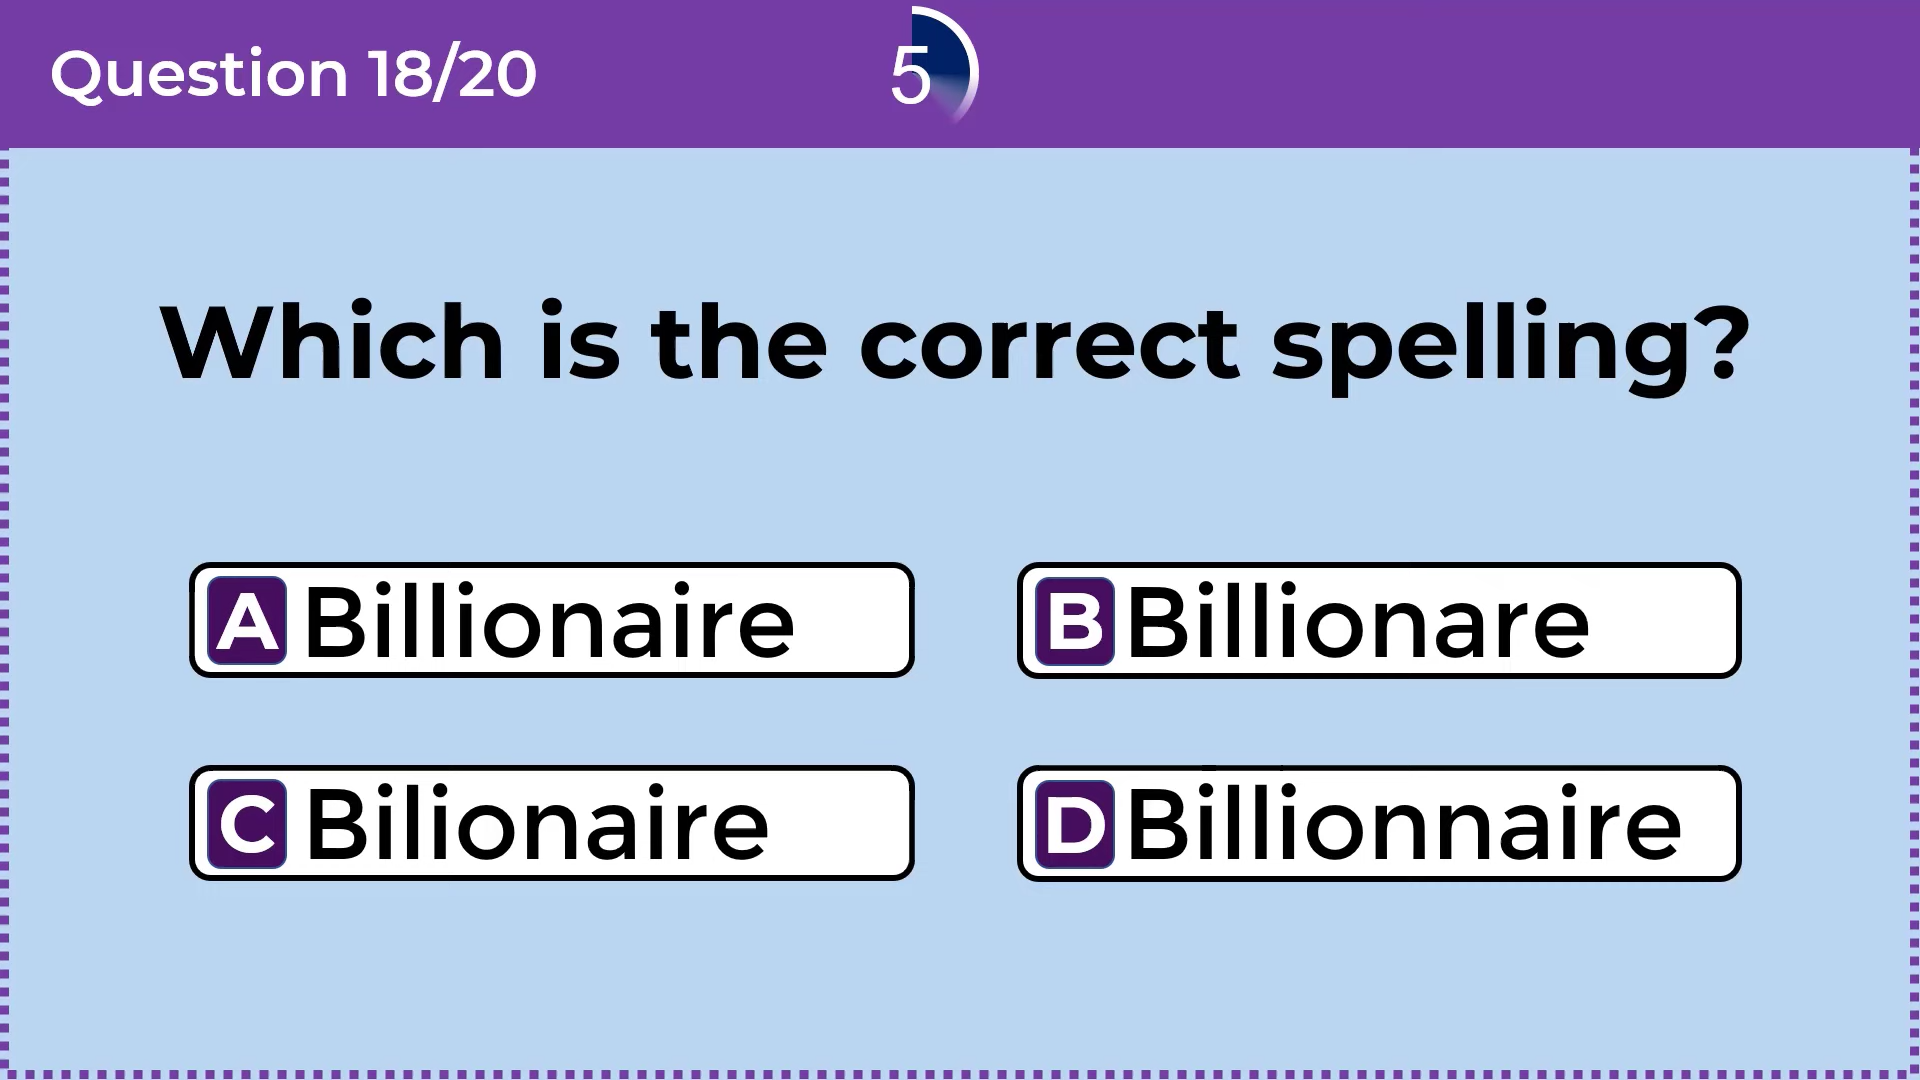 Question 18/20
5
Which is the correct spelling?
A Billionaire
B Billionare
C Bilionaire
D Billionnaire